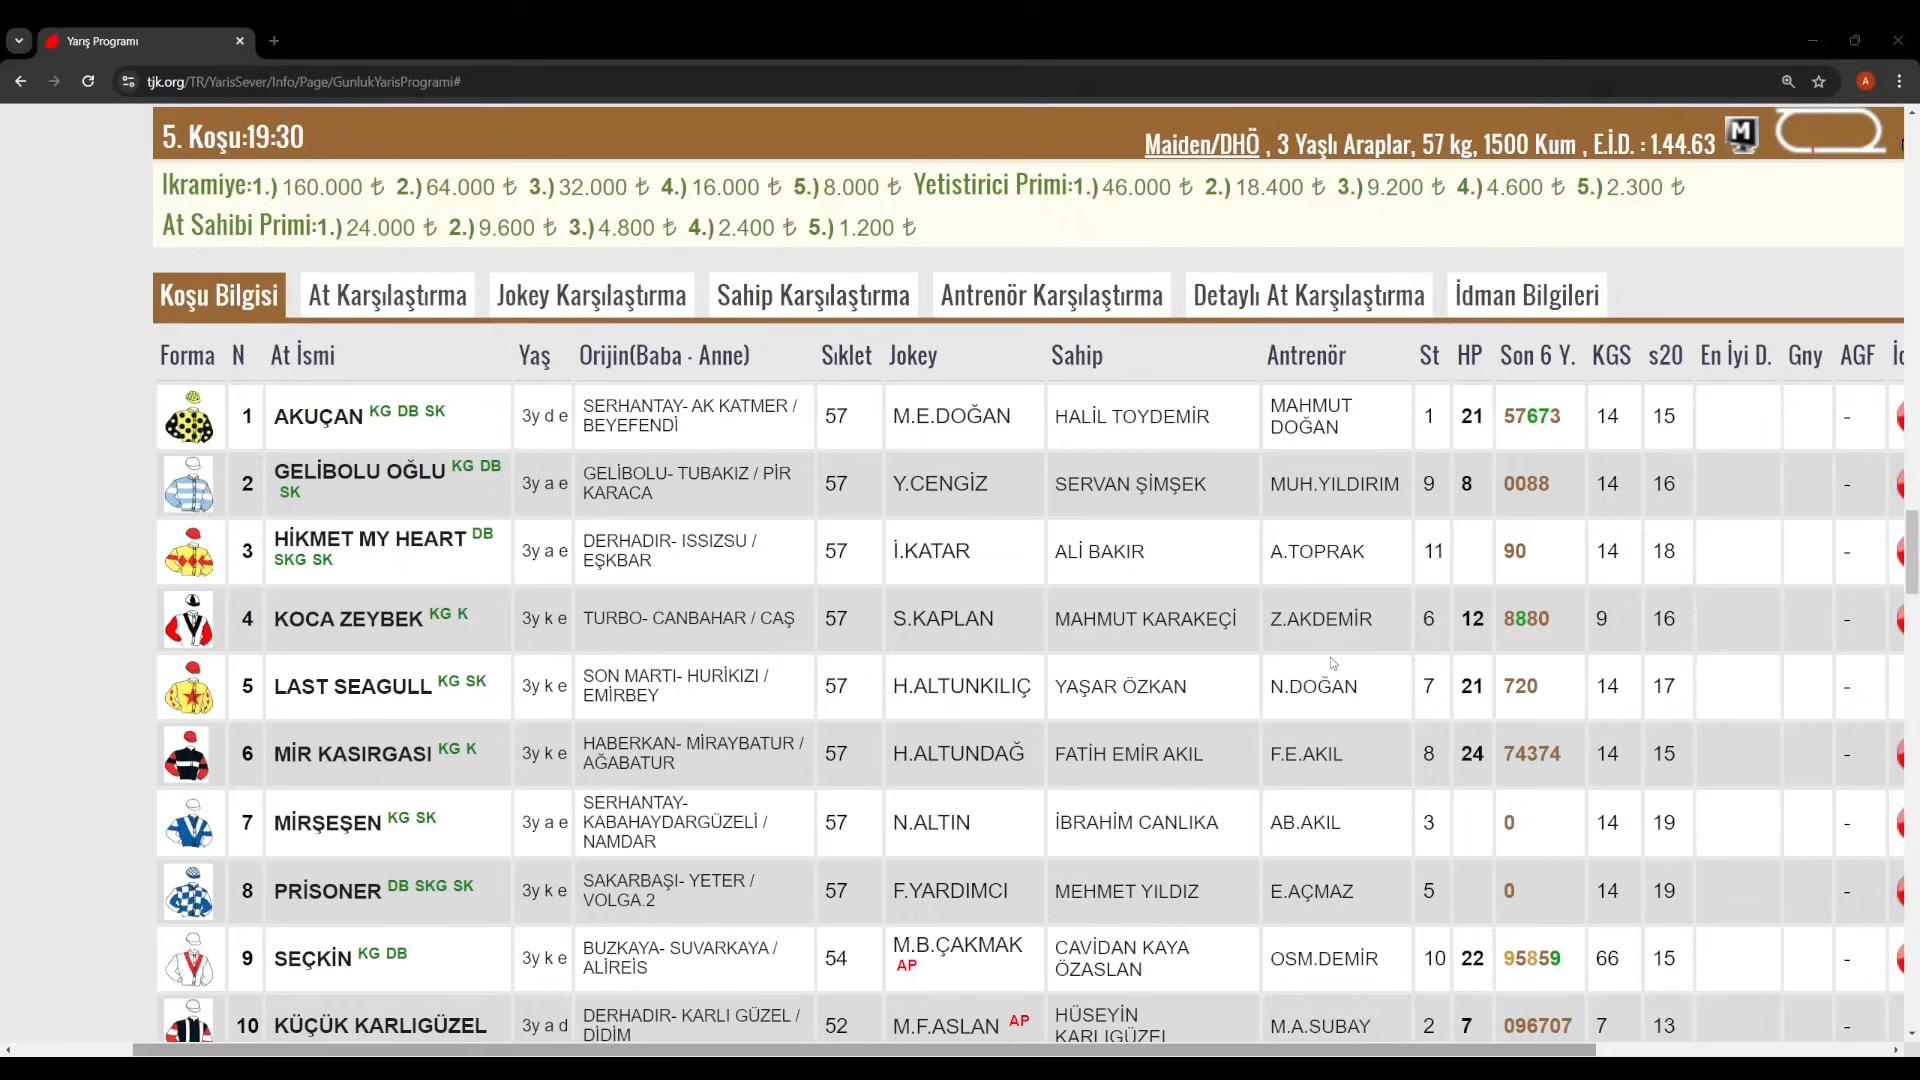 Yarış Programı
tjk.org/TR/YarisSever/Info/Page/GunlukYarisProgrami#
A
5. Koşu:19:30
Maiden/DHÖ , 3 Yaşlı Araplar, 57 kg, 1500 Kum , E.İ.D. : 1.44.63
M
Ikramiye:1.) 160.000 ₺ 2.) 64.000 ₺ 3.) 32.000 ₺ 4.) 16.000 ₺ 5.) 8.000 ₺ Yetistirici Primi:1.) 46.000 ₺ 2.) 18.400 ₺ 3.) 9.200 ₺ 4.) 4.600 ₺ 5.) 2.300 ₺
At Sahibi Primi:1.) 24.000 ₺ 2.) 9.600 ₺ 3.) 4.800 ₺ 4.) 2.400 ₺ 5.) 1.200 ₺
Koşu Bilgisi At Karşılaştırma Jokey Karşılaştırma Sahip Karşılaştırma Antrenör Karşılaştırma Detaylı At Karşılaştırma İdman Bilgileri
Forma N At İsmi Yaş Orijin(Baba - Anne) Sıklet Jokey Sahip Antrenör St HP Son 6 Y. KGS s20 En İyi D. Gny AGF
1 AKUÇAN KG DB SK 3y d e SERHANTAY- AK KATMER / BEYEFENDİ 57 M.E.DOĞAN HALİL TOYDEMİR MAHMUT DOĞAN 1 21 57673 14 15 -
2 GELİBOLU OĞLU KG DB SK 3y a e GELİBOLU- TUBAKIZ / PİR KARACA 57 Y.CENGİZ SERVAN ŞİMŞEK MUH.YILDIRIM 9 8 0088 14 16 -
3 HİKMET MY HEART DB SKG SK 3y a e DERHADIR- ISSIZSU / EŞKBAR 57 İ.KATAR ALİ BAKIR A.TOPRAK 11 90 14 18 -
4 KOCA ZEYBEK KG K 3y k e TURBO- CANBAHAR / CAŞ 57 S.KAPLAN MAHMUT KARAKEÇİ Z.AKDEMİR 6 12 8880 9 16 -
5 LAST SEAGULL KG SK 3y k e SON MARTI- HURİKIZI / EMİRBEY 57 H.ALTUNKILIÇ YAŞAR ÖZKAN N.DOĞAN 7 21 720 14 17 -
6 MİR KASIRGASI KG K 3y k e HABERKAN- MİRAYBATUR / AĞABATUR 57 H.ALTUNDAĞ FATİH EMİR AKIL F.E.AKIL 8 24 74374 14 15 -
7 MİRŞEŞEN KG SK 3y a e SERHANTAY- KABAHAYDARGÜZELİ / NAMDAR 57 N.ALTIN İBRAHİM CANLIKA AB.AKIL 3 0 14 19 -
8 PRİSONER DB SKG SK 3y k e SAKARBAŞI- YETER / VOLGA.2 57 F.YARDIMCI MEHMET YILDIZ E.AÇMAZ 5 0 14 19 -
9 SEÇKİN KG DB 3y k e BUZKAYA- SUVARKAYA / ALİREİS 54 M.B.ÇAKMAK AP CAVİDAN KAYA ÖZASLAN OSM.DEMİR 10 22 95859 66 15 -
10 KÜÇÜK KARLIGÜZEL 3y a d DERHADIR- KARLI GÜZEL / DİDİM 52 M.F.ASLAN AP HÜSEYİN KARLIGÜZEL M.A.SUBAY 2 7 096707 7 13 -